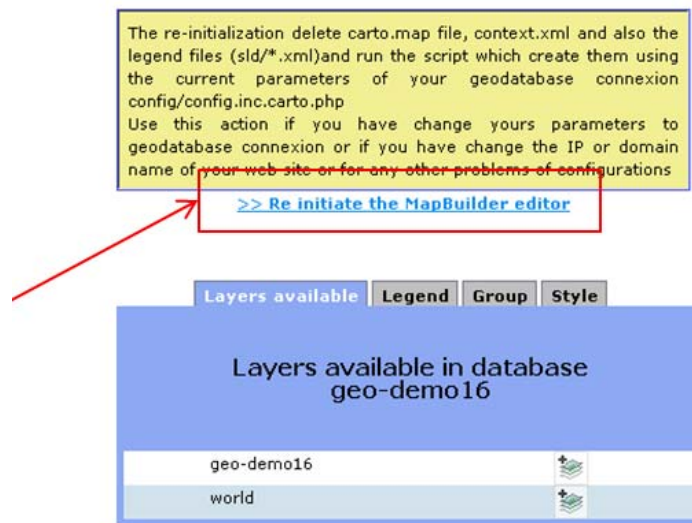 The re-initialization delete carto.map file, context.xml and also the
legend files (sld/*.xml)and run the script which create them using
the current parameters of your geodatabase connexion
config/config.inc.carto.php
Use this action if you have change yours parameters to
geodatabase connexion or if you have change the IP or domain
name of your web site or for any other problems of configurations
>> Re initiate the MapBuilder editor
Layers available Legend Group Style
Layers available in database
geo-demo16
geo-demo16
world